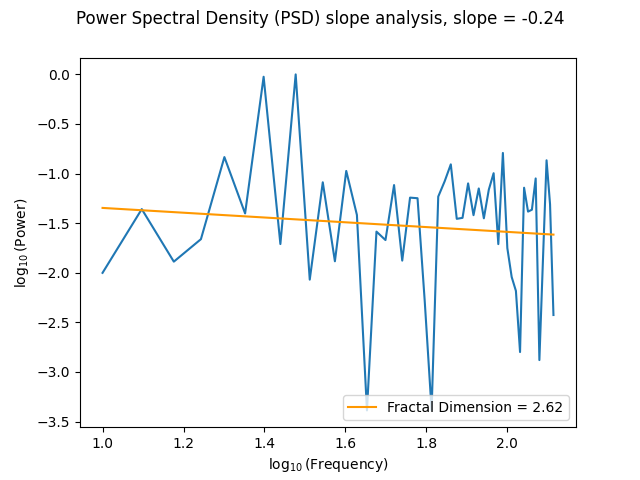 Power Spectral Density (PSD) slope analysis, slope = -0.24
0.0
−0.5
−1.0
−1.5
−2.0
−2.5
−3.0
−3.5
log₁₀(Power)
Fractal Dimension = 2.62
1.0 1.2 1.4 1.6 1.8 2.0
log₁₀(Frequency)